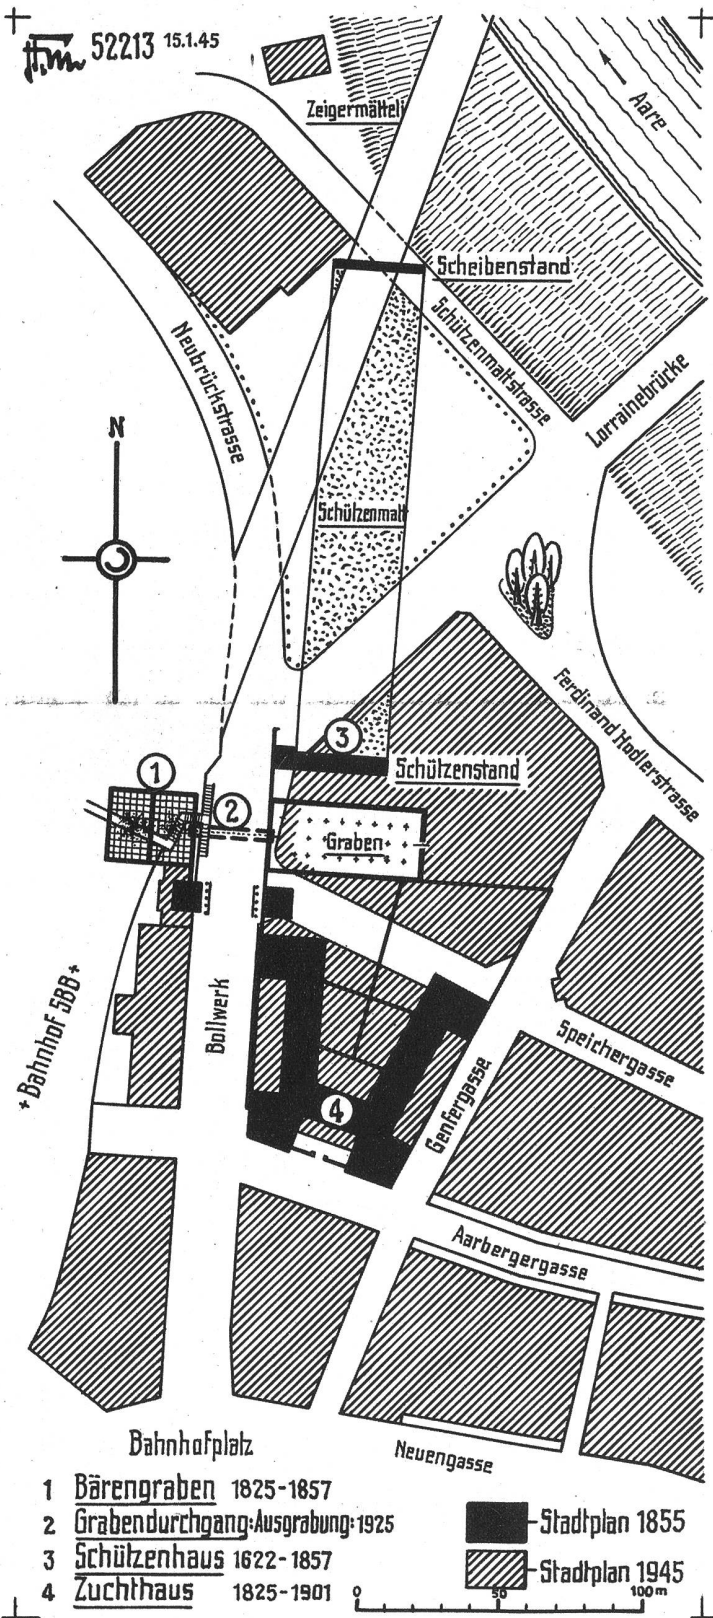 52213 15.1.45
Zeigermätteli
Aare
Scheibenstand
Schützenmattstrasse
Neubrückstrasse
Lorrainebrücke
N
Schützenmatt
Ferdinand Hodlerstrasse
3
1
Schützenstand
2
Graben
+Bahnhof SBB+
Bollwerk
Speichergasse
4
Genfergasse
Aarbergergasse
Bahnhofplatz
Neuengasse
1 Bärengraben 1825-1857
2 Grabendurchgang:Ausgrabung:1925
3 Schützenhaus 1622-1857
4 Zuchthaus 1825-1901
Stadtplan 1855
Stadtplan 1945
0 50 100m